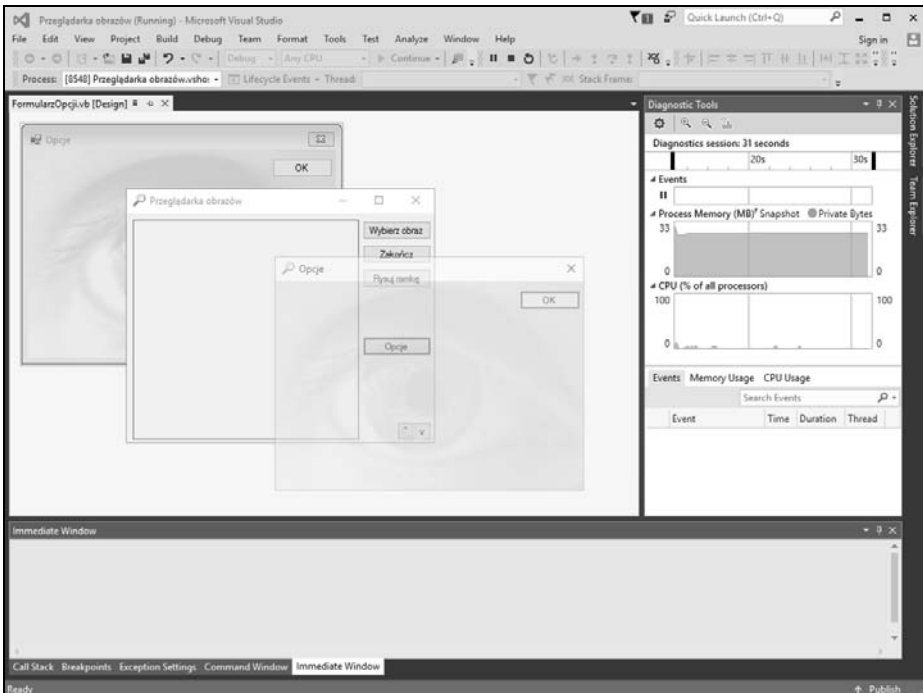 Przeglądarka obrazów (Running) - Microsoft Visual Studio
Quick Launch (Ctrl+Q)
File Edit View Project Build Debug Team Format Tools Test Analyze Window Help
Sign in
Debug Any CPU Continue
Process: [8548] Przeglądarka obrazów.vshos Lifecycle Events Thread: Stack Frame:
FormularzOpcji.vb [Design]
Opcje
OK
Przeglądarka obrazów
Wybierz obraz
Zakończ
Rysuj ramkę
Opcje
^ v
Opcje
OK
Diagnostic Tools
Diagnostics session: 31 seconds
20s 30s
Events
Process Memory (MB) Snapshot Private Bytes
33 33
0 0
CPU (% of all processors)
100 100
0 0
Events Memory Usage CPU Usage
Search Events
Event Time Duration Thread
Solution Explorer
Team Explorer
Immediate Window
Call Stack Breakpoints Exception Settings Command Window Immediate Window
Ready
Publish